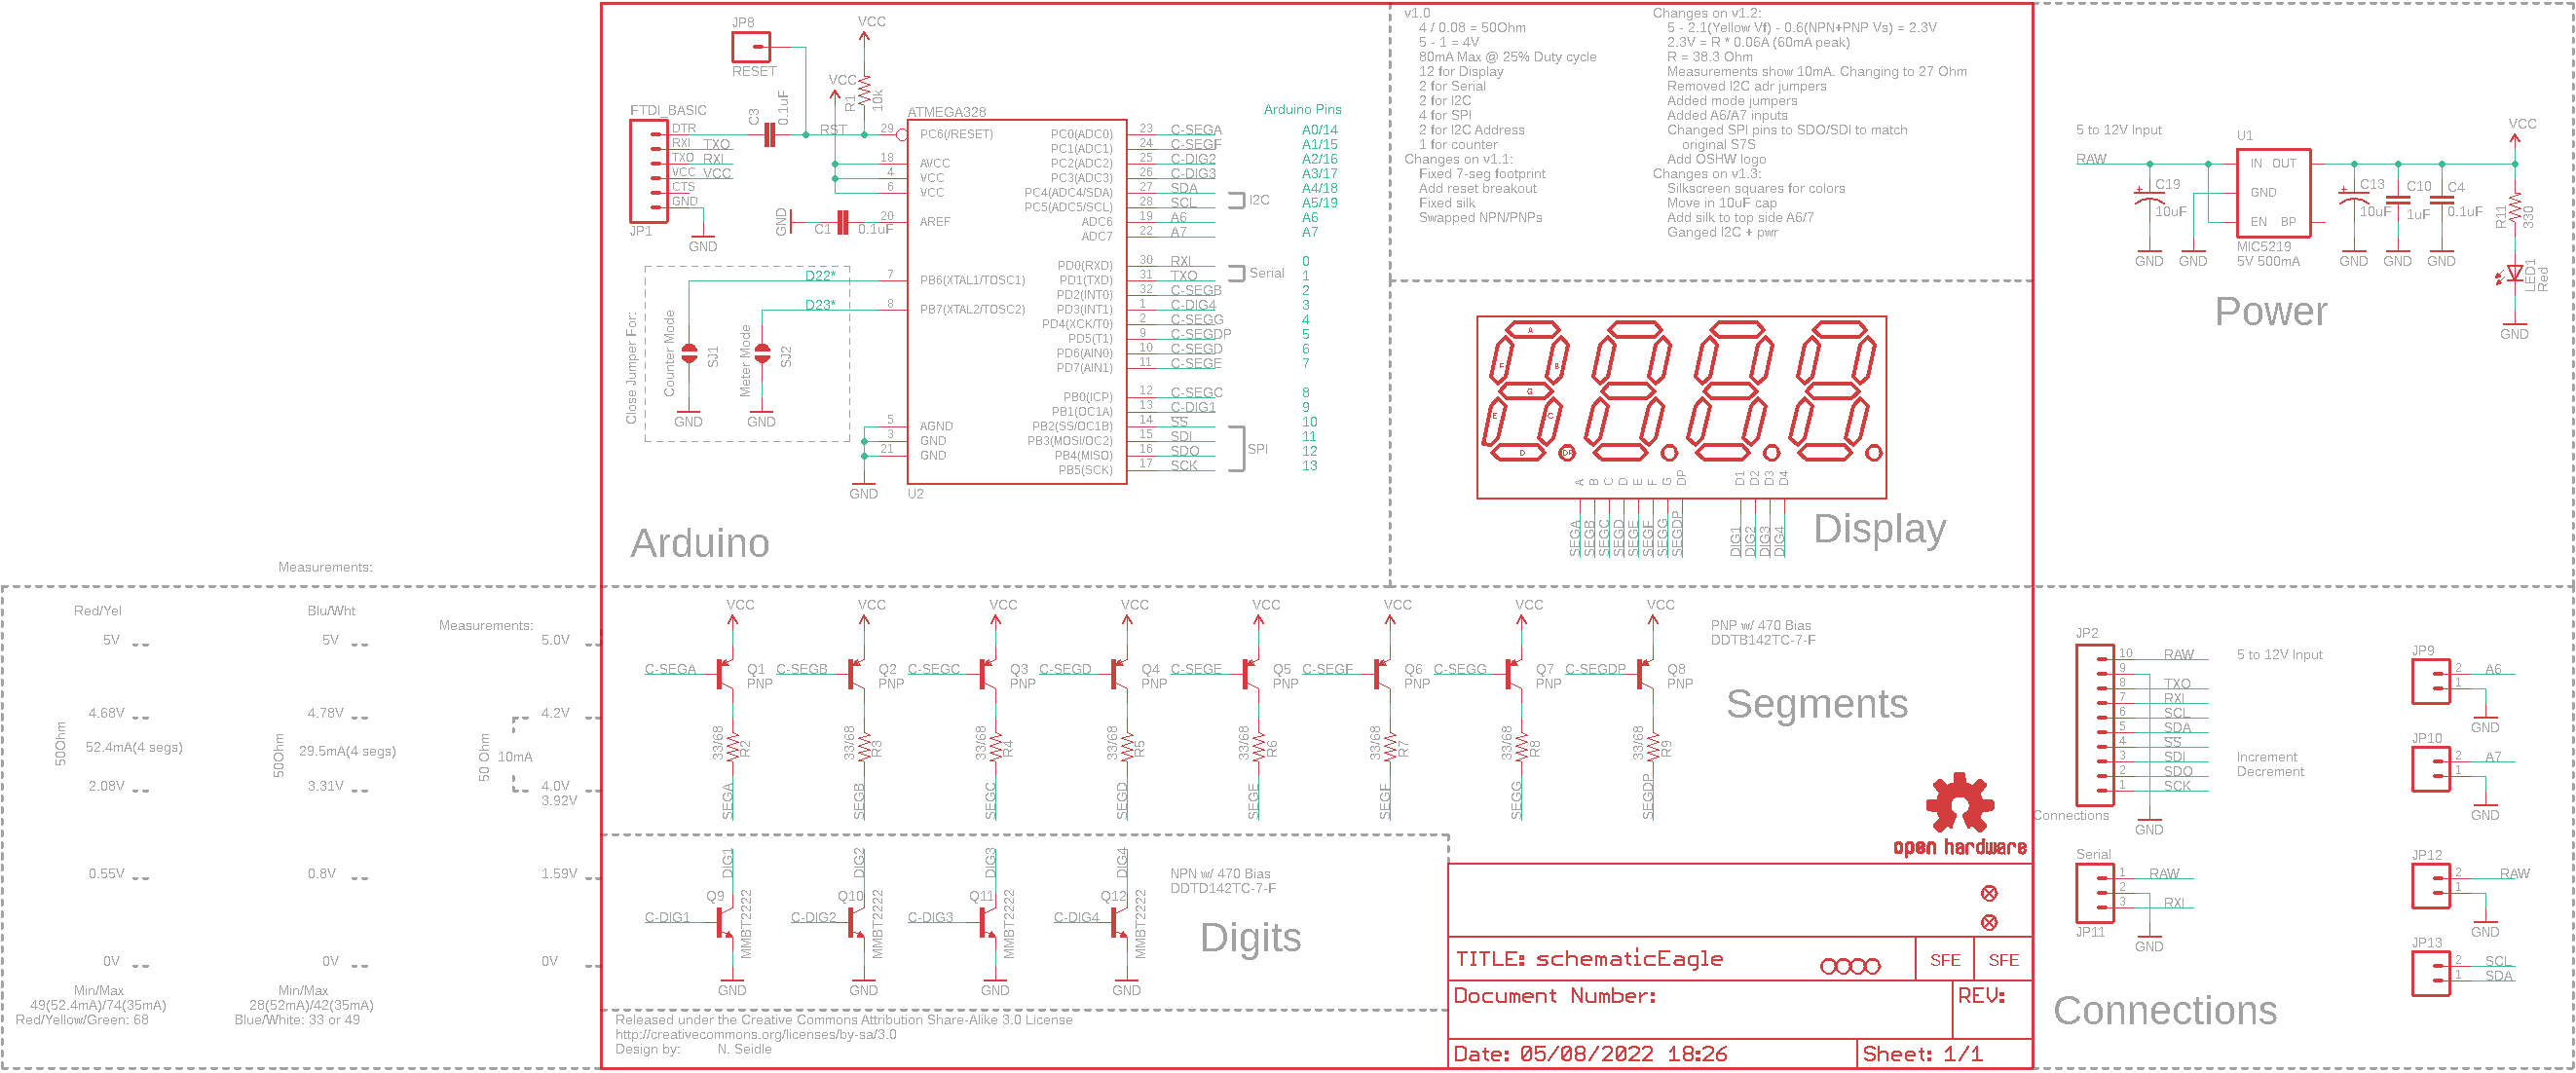 JP8
RESET
VCC
VCC
R1
10k
C3
0.1uF
RST
FTDI_BASIC
DTR
RXI TXO
TXO RXI
VCC VCC
CTS
GND
JP1
GND
GND
C1 0.1uF
ATMEGA328
29 PC6(/RESET)
18 AVCC
4 VCC
6 VCC
20 AREF
7 PB6(XTAL1/TOSC1)
8 PB7(XTAL2/TOSC2)
5 AGND
3 GND
21 GND
GND
U2
D22*
D23*
Close Jumper For:
Counter Mode
SJ1
GND
Meter Mode
SJ2
GND
Arduino Pins
PC0(ADC0) 23 C-SEGA A0/14
PC1(ADC1) 24 C-SEGF A1/15
PC2(ADC2) 25 C-DIG2 A2/16
PC3(ADC3) 26 C-DIG3 A3/17
PC4(ADC4/SDA) 27 SDA A4/18
PC5(ADC5/SCL) 28 SCL A5/19
I2C
ADC6 19 A6 A6
ADC7 22 A7 A7
PD0(RXD) 30 RXI 0
PD1(TXD) 31 TXO 1
Serial
PD2(INT0) 32 C-SEGB 2
PD3(INT1) 1 C-DIG4 3
PD4(XCK/T0) 2 C-SEGG 4
PD5(T1) 9 C-SEGDP 5
PD6(AIN0) 10 C-SEGD 6
PD7(AIN1) 11 C-SEGE 7
PB0(ICP) 12 C-SEGC 8
PB1(OC1A) 13 C-DIG1 9
PB2(SS/OC1B) 14 SS 10
PB3(MOSI/OC2) 15 SDI 11
PB4(MISO) 16 SDO 12
PB5(SCK) 17 SCK 13
SPI
Arduino
v1.0
4 / 0.08 = 50Ohm
5 - 1 = 4V
80mA Max @ 25% Duty cycle
12 for Display
2 for Serial
2 for I2C
4 for SPI
2 for I2C Address
1 for counter
Changes on v1.1:
Fixed 7-seg footprint
Add reset breakout
Fixed silk
Swapped NPN/PNPs
Changes on v1.2:
5 - 2.1(Yellow Vf) - 0.6(NPN+PNP Vs) = 2.3V
2.3V = R * 0.06A (60mA peak)
R = 38.3 Ohm
Measurements show 10mA. Changing to 27 Ohm
Removed I2C adr jumpers
Added mode jumpers
Added A6/A7 inputs
Changed SPI pins to SDO/SDI to match
original S7S
Add OSHW logo
Changes on v1.3:
Silkscreen squares for colors
Move in 10uF cap
Add silk to top side A6/7
Ganged I2C + pwr
A
F B
G
E C
D DP
A B C D E F G DP D1 D2 D3 D4
SEGA SEGB SEGC SEGD SEGE SEGF SEGG SEGDP DIG1 DIG2 DIG3 DIG4
Display
5 to 12V Input
RAW
U1
IN OUT
GND
EN BP
MIC5219
5V 500mA
C19
10uF
C13
10uF
C10
1uF
C4
0.1uF
VCC
R11
330
LED1
Red
GND GND GND GND GND
GND
Power
Measurements:
Red/Yel
5V
4.68V
50Ohm
52.4mA(4 segs)
2.08V
0.55V
0V
Min/Max
49(52.4mA)/74(35mA)
Red/Yellow/Green: 68
Blu/Wht
5V
4.78V
50Ohm
29.5mA(4 segs)
3.31V
0.8V
0V
Min/Max
28(52mA)/42(35mA)
Blue/White: 33 or 49
Measurements:
5.0V
4.2V
50 Ohm
10mA
4.0V
3.92V
1.59V
0V
VCC VCC VCC VCC VCC VCC VCC VCC
C-SEGA Q1 C-SEGB Q2 C-SEGC Q3 C-SEGD Q4 C-SEGE Q5 C-SEGF Q6 C-SEGG Q7 C-SEGDP Q8
PNP PNP PNP PNP PNP PNP PNP PNP
33/68 R2 33/68 R3 33/68 R4 33/68 R5 33/68 R6 33/68 R7 33/68 R8 33/68 R9
SEGA SEGB SEGC SEGD SEGE SEGF SEGG SEGDP
PNP w/ 470 Bias
DDTB142TC-7-F
Segments
DIG1 DIG2 DIG3 DIG4
Q9 Q10 Q11 Q12
C-DIG1 C-DIG2 C-DIG3 C-DIG4
MMBT2222 MMBT2222 MMBT2222 MMBT2222
GND GND GND GND
NPN w/ 470 Bias
DDTD142TC-7-F
Digits
Released under the Creative Commons Attribution Share-Alike 3.0 License
http://creativecommons.org/licenses/by-sa/3.0
Design by: N. Seidle
open hardware
TITLE: schematicEagle
SFE SFE
Document Number:
REV:
Date: 05/08/2022 18:26
Sheet: 1/1
JP2
10 RAW
9
8 TXO
7 RXI
6 SCL
5 SDA
4 SS
3 SDI
2 SDO
1 SCK
5 to 12V Input
Increment
Decrement
Connections
GND
Serial
1 RAW
2
3 RXI
JP11
GND
JP9
2 A6
1
GND
JP10
2 A7
1
GND
JP12
2 RAW
1
GND
JP13
2 SCL
1 SDA
Connections